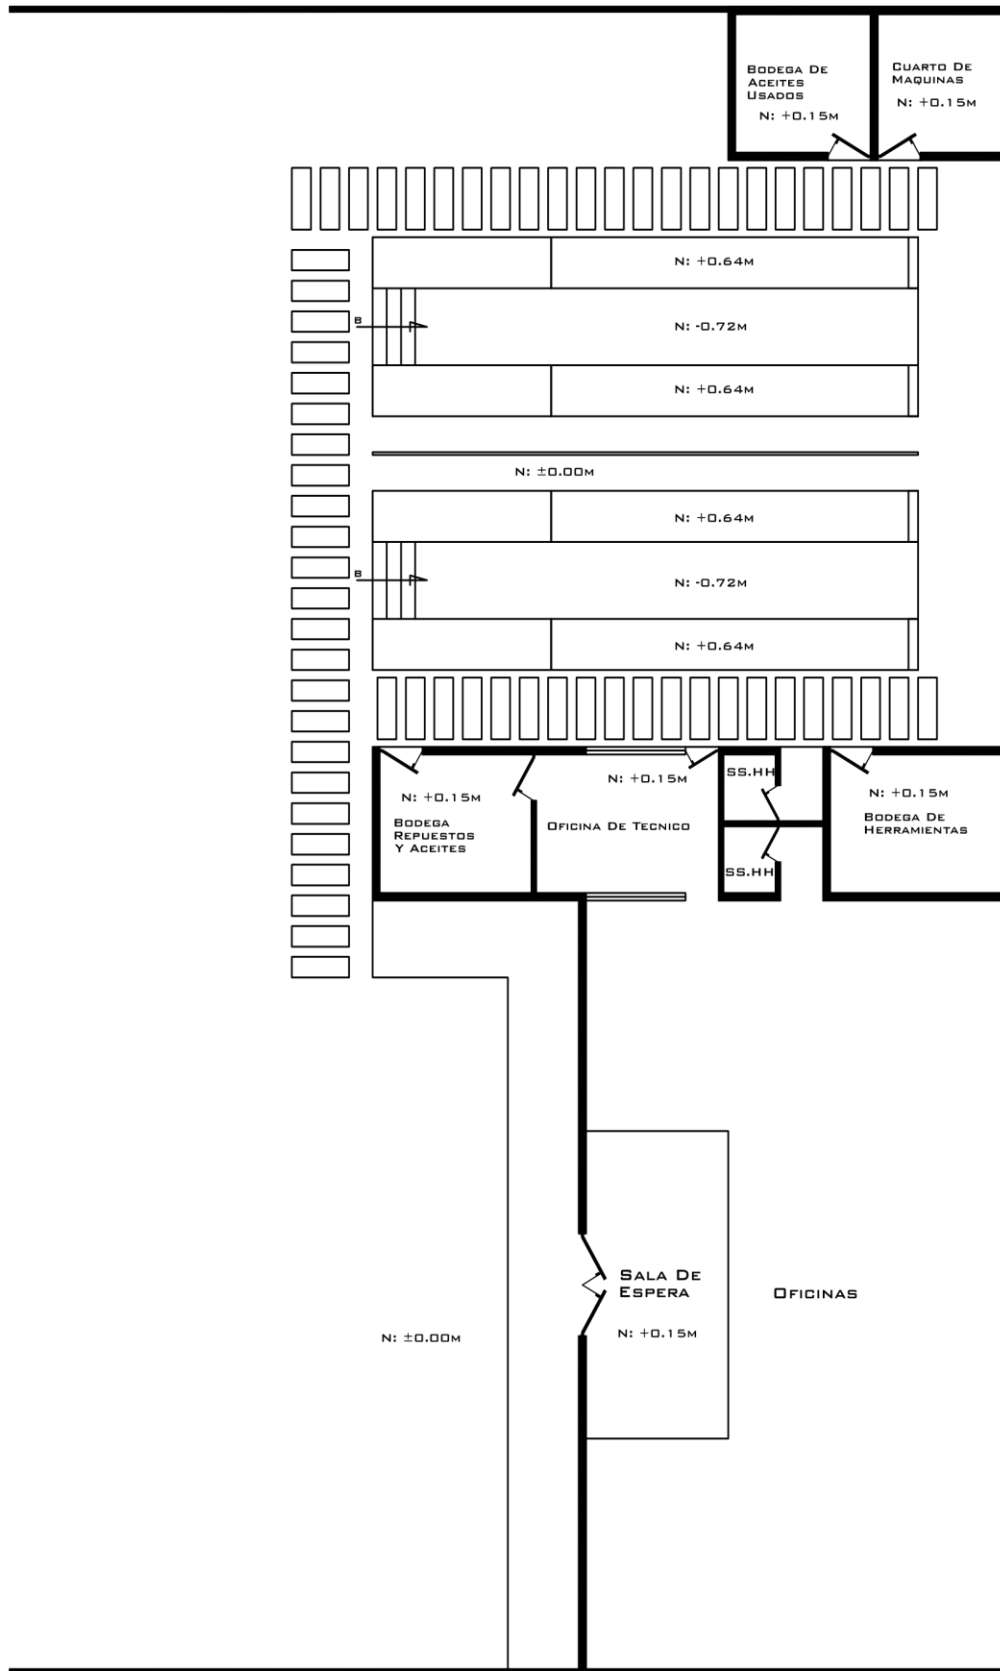 Bodega De
Aceites
Usados
N: +0.15m
Cuarto De
Maquinas
N: +0.15m
N: +0.64m
B
N: -0.72m
N: +0.64m
N: ±0.00m
N: +0.64m
B
N: -0.72m
N: +0.64m
N: +0.15m
Bodega
Repuestos
Y Aceites
N: +0.15m
Oficina De Tecnico
SS.HH
SS.HH
N: +0.15m
Bodega De
Herramientas
Sala De
Espera
N: +0.15m
Oficinas
N: ±0.00m